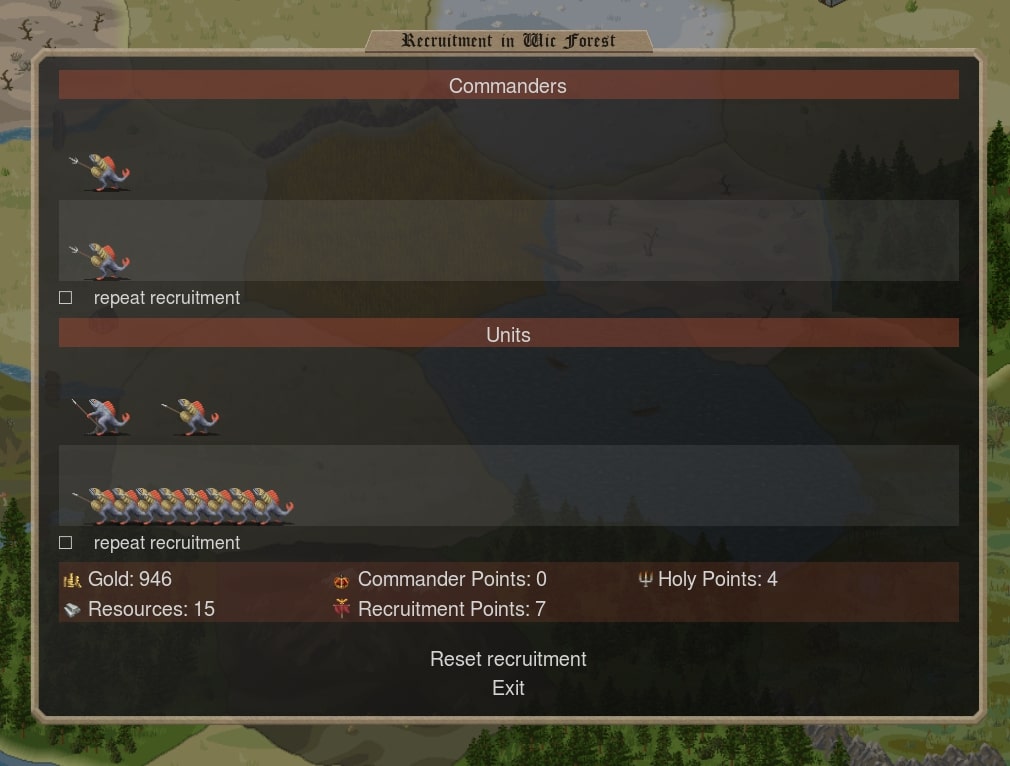 Recruitment in Wic Forest
Commanders
repeat recruitment
Units
repeat recruitment
Gold: 946 Commander Points: 0 Holy Points: 4
Resources: 15 Recruitment Points: 7
Reset recruitment
Exit